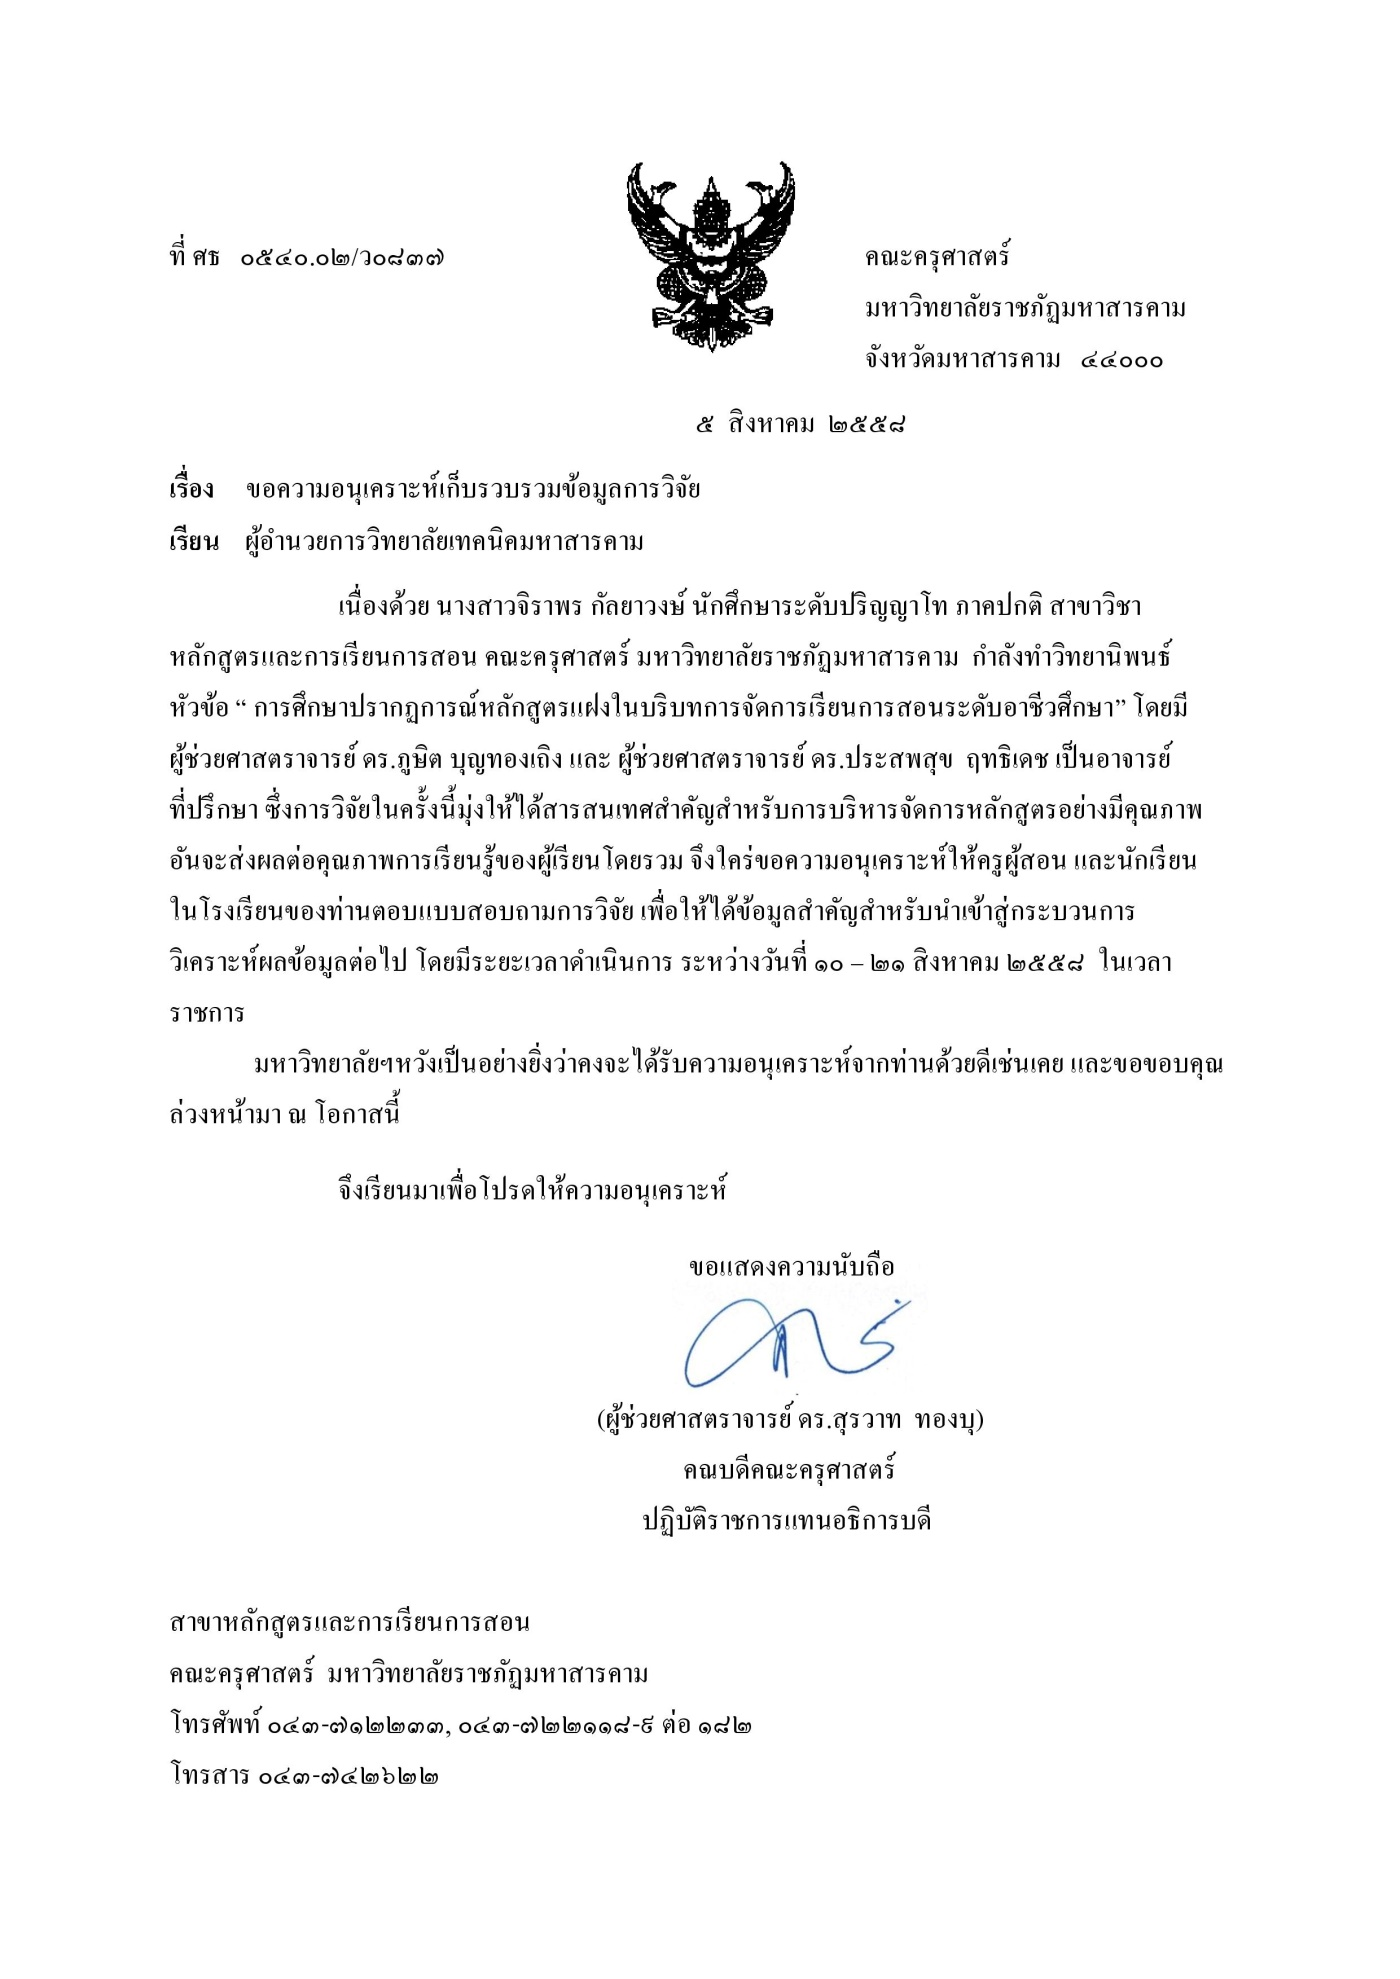 ที่ ศธ ๐๕๔๐.๐๒/ว๐๘๓๗
คณะครุศาสตร์
มหาวิทยาลัยราชภัฏมหาสารคาม
จังหวัดมหาสารคาม ๔๔๐๐๐
๕ สิงหาคม ๒๕๕๘
เรื่อง ขอความอนุเคราะห์เก็บรวบรวมข้อมูลการวิจัย
เรียน ผู้อำนวยการวิทยาลัยเทคนิคมหาสารคาม
เนื่องด้วย นางสาวจิราพร กัลยาวงษ์ นักศึกษาระดับปริญญาโท ภาคปกติ สาขาวิชา
หลักสูตรและการเรียนการสอน คณะครุศาสตร์ มหาวิทยาลัยราชภัฏมหาสารคาม กำลังทำวิทยานิพนธ์
หัวข้อ “ การศึกษาปรากฏการณ์หลักสูตรแฝงในบริบทการจัดการเรียนการสอนระดับอาชีวศึกษา” โดยมี
ผู้ช่วยศาสตราจารย์ ดร.ภูษิต บุญทองเถิง และ ผู้ช่วยศาสตราจารย์ ดร.ประสพสุข ฤทธิเดช เป็นอาจารย์
ที่ปรึกษา ซึ่งการวิจัยในครั้งนี้มุ่งให้ได้สารสนเทศสำคัญสำหรับการบริหารจัดการหลักสูตรอย่างมีคุณภาพ
อันจะส่งผลต่อคุณภาพการเรียนรู้ของผู้เรียนโดยรวม จึงใคร่ขอความอนุเคราะห์ให้ครูผู้สอน และนักเรียน
ในโรงเรียนของท่านตอบแบบสอบถามการวิจัย เพื่อให้ได้ข้อมูลสำคัญสำหรับนำเข้าสู่กระบวนการ
วิเคราะห์ผลข้อมูลต่อไป โดยมีระยะเวลาดำเนินการ ระหว่างวันที่ ๑๐ – ๒๑ สิงหาคม ๒๕๕๘ ในเวลา
ราชการ
มหาวิทยาลัยฯหวังเป็นอย่างยิ่งว่าคงจะได้รับความอนุเคราะห์จากท่านด้วยดีเช่นเคย และขอขอบคุณ
ล่วงหน้ามา ณ โอกาสนี้
จึงเรียนมาเพื่อโปรดให้ความอนุเคราะห์
ขอแสดงความนับถือ
(ผู้ช่วยศาสตราจารย์ ดร.สุรวาท ทองบุ)
คณบดีคณะครุศาสตร์
ปฏิบัติราชการแทนอธิการบดี
สาขาหลักสูตรและการเรียนการสอน
คณะครุศาสตร์ มหาวิทยาลัยราชภัฏมหาสารคาม
โทรศัพท์ ๐๔๓-๗๑๒๒๓๓, ๐๔๓-๗๒๒๑๑๘-๙ ต่อ ๑๘๒
โทรสาร ๐๔๓-๗๔๒๖๒๒